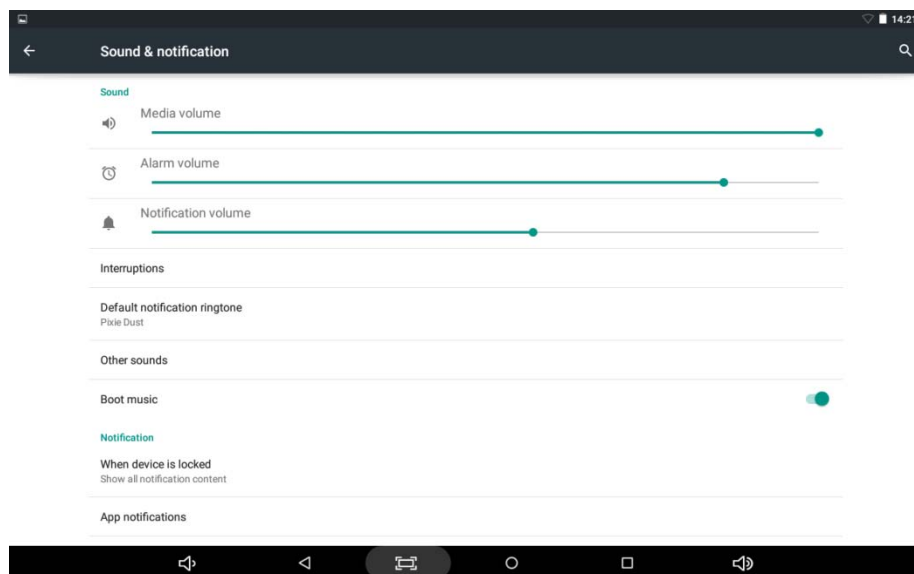 14:21
Sound & notification
Sound
Media volume
Alarm volume
Notification volume
Interruptions
Default notification ringtone
Pixie Dust
Other sounds
Boot music
Notification
When device is locked
Show all notification content
App notifications